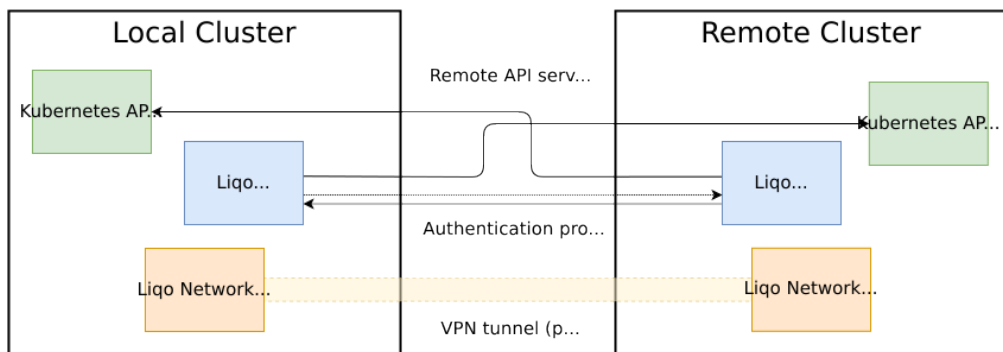 Local Cluster
Remote Cluster
Remote API serv...
Kubernetes AP...
Kubernetes AP...
Liqo...
Liqo...
Authentication pro...
Liqo Network...
Liqo Network...
VPN tunnel (p...